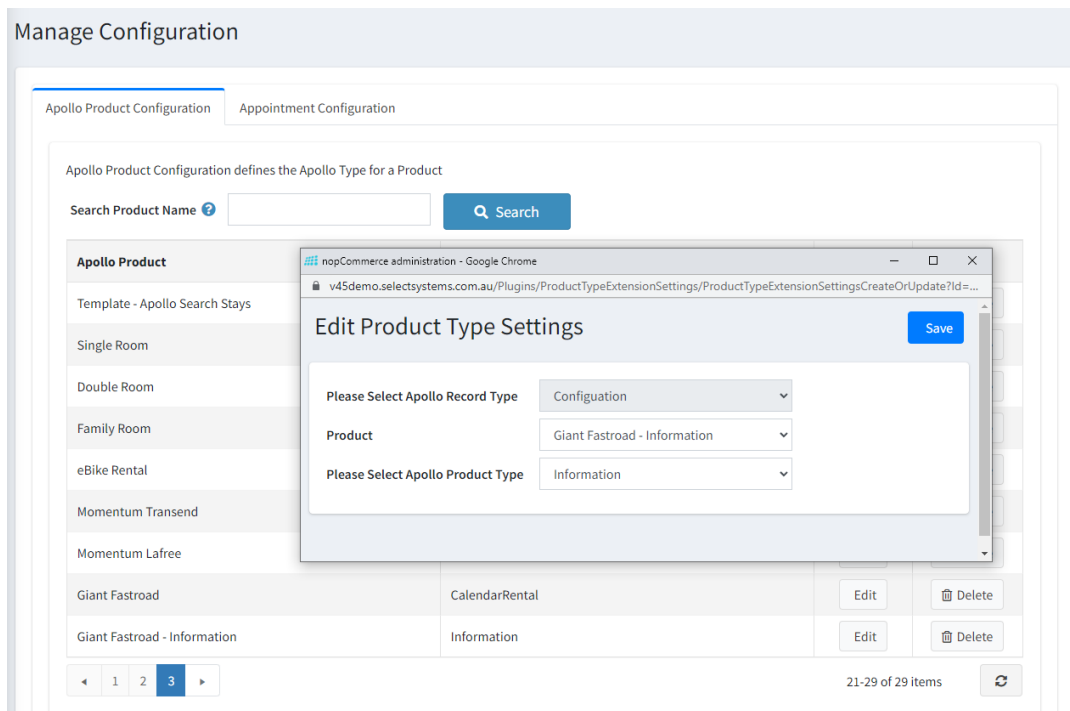 Manage Configuration
Apollo Product Configuration
Appointment Configuration
Apollo Product Configuration defines the Apollo Type for a Product
Search Product Name ?
Search
Apollo Product
Template - Apollo Search Stays
Single Room
Double Room
Family Room
eBike Rental
Momentum Transend
Momentum Lafree
nopCommerce administration - Google Chrome
v45demo.selectsystems.com.au/Plugins/ProductTypeExtensionSettings/ProductTypeExtensionSettingsCreateOrUpdate?Id=...
Edit Product Type Settings
Save
Please Select Apollo Record Type
Configuation
Product
Giant Fastroad - Information
Please Select Apollo Product Type
Information
Giant Fastroad
CalendarRental
Edit
Delete
Giant Fastroad - Information
Information
Edit
Delete
1
2
3
21-29 of 29 items